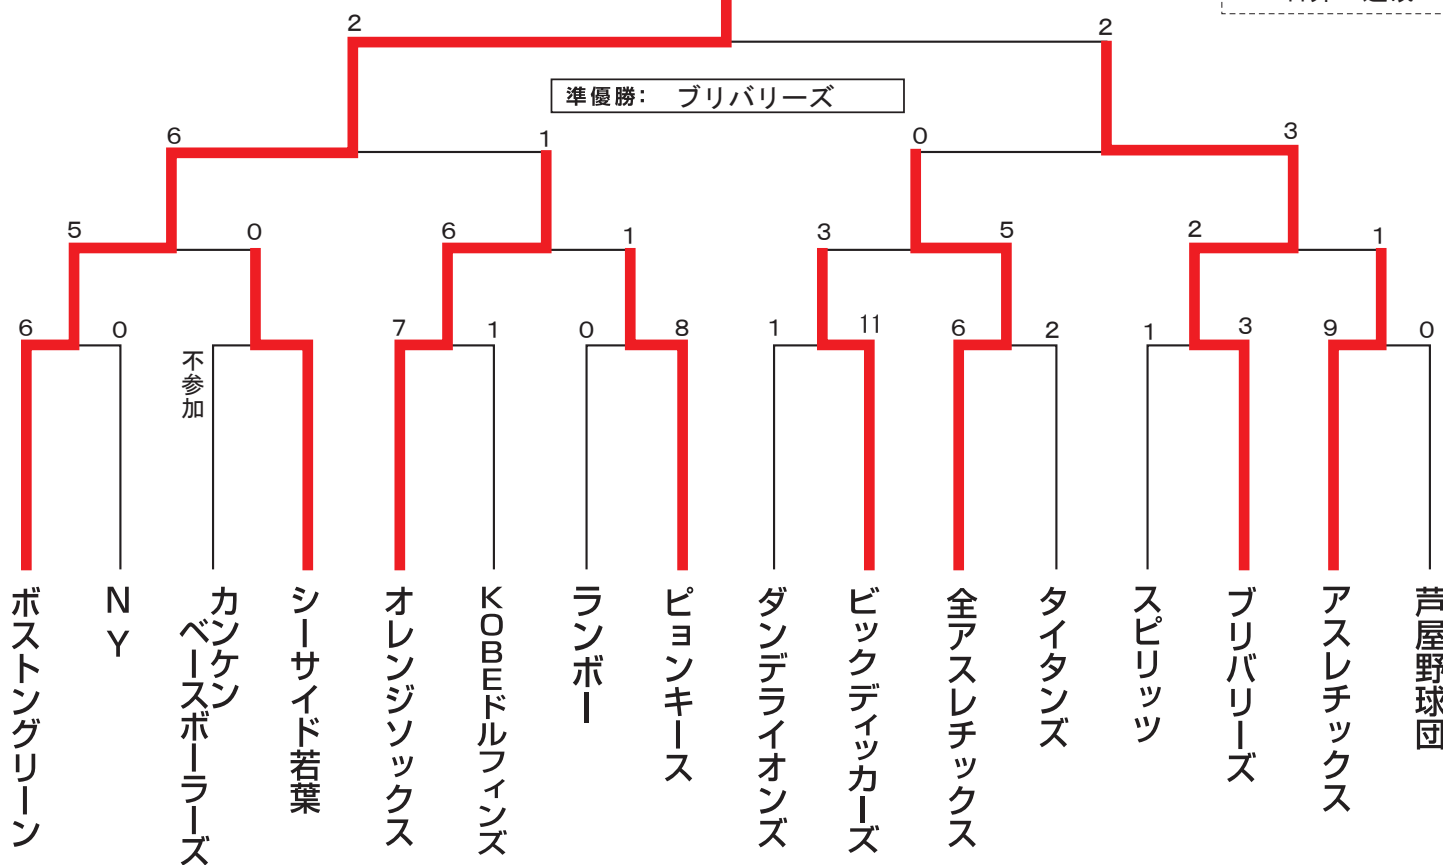 2
2
準優勝: ブリバリーズ
6
1
0
3
5
0
6
1
3
5
2
1
6
0
7
1
0
8
1
11
6
2
1
3
9
0
不参加
ボストングリーン
NY
カンケン
ベースボーラーズ
シーサイド若葉
オレンジソックス
KOBEドルフィンズ
ランボー
ピョンキース
ダンデライオンズ
ビックディッカーズ
全アスレチックス
タイタンズ
スピリッツ
ブリバリーズ
アスレチックス
芦屋野球団